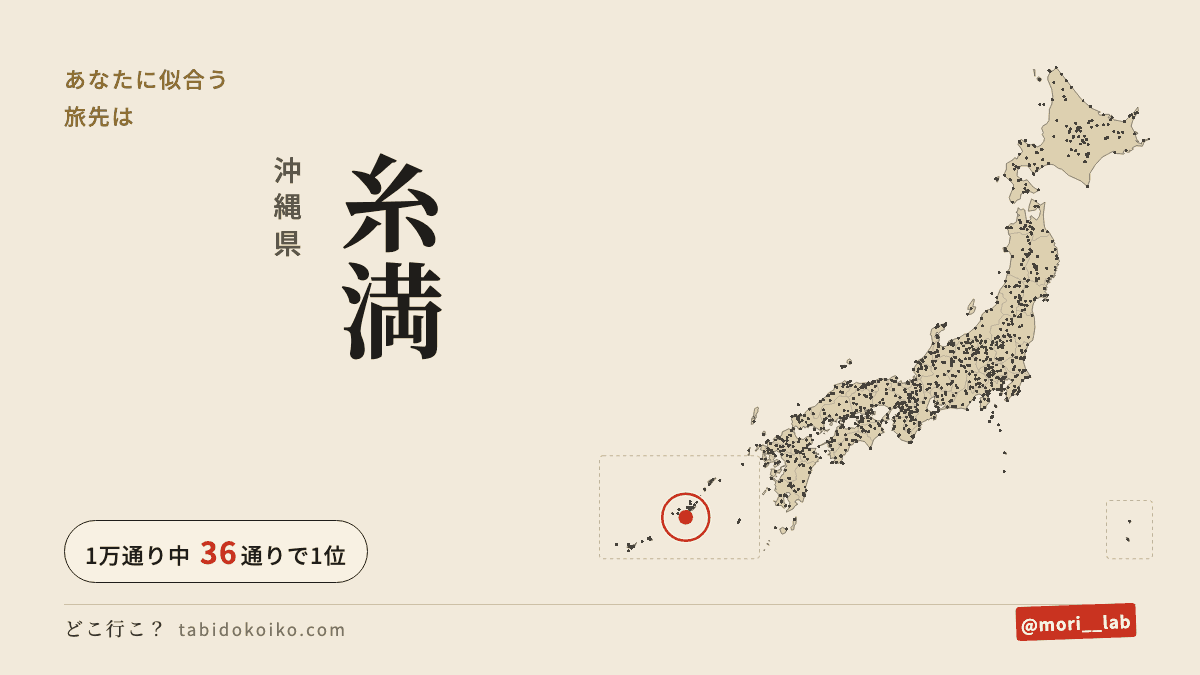 あなたに似合う
旅先は
糸満
沖縄県
1万通り中 36通りで1位
どこ行こ？ tabidokoiko.com
@mori__lab